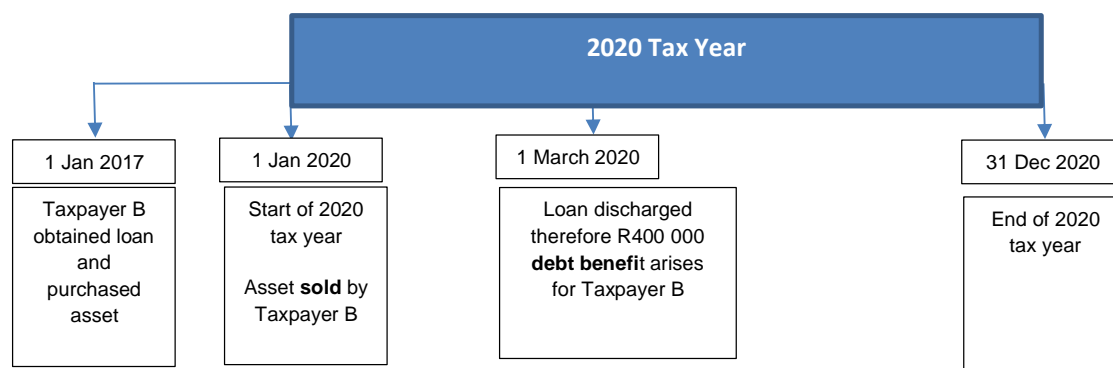 2020 Tax Year
1 Jan 2017
Taxpayer B
obtained loan
and
purchased
asset
1 Jan 2020
Start of 2020
tax year
Asset sold by
Taxpayer B
1 March 2020
Loan discharged
therefore R400 000
debt benefit arises
for Taxpayer B
31 Dec 2020
End of 2020
tax year